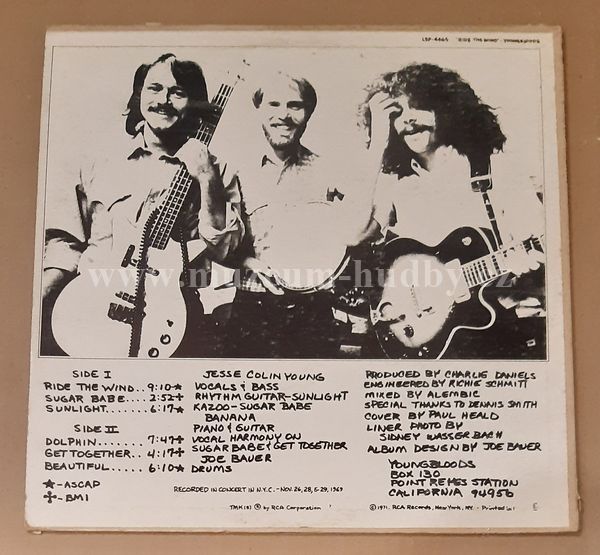 LSP-4465 "RIDE THE WIND" - YOUNGBLOODS
www.muzeum-hudby.cz
SIDE I
RIDE THE WIND.. 9:10★
SUGAR BABE.... 2:52✢
SUNLIGHT....... 6:17★
SIDE II
DOLPHIN....... 7:47✢
GET TOGETHER.. 4:17✢
BEAUTIFUL..... 6:10★
★-ASCAP
✢-BMI
JESSE COLIN YOUNG
VOCALS & BASS
RHYTHM GUITAR-SUNLIGHT
KAZOO-SUGAR BABE
BANANA
PIANO & GUITAR
VOCAL HARMONY ON
SUGAR BABE & GET TOGETHER
JOE BAUER
DRUMS
PRODUCED BY CHARLIE DANIELS
ENGINEERED BY RICHIE SCHMITT
MIXED BY ALEMBIC
SPECIAL THANKS TO DENNIS SMITH
COVER BY PAUL HEALD
LINER PHOTO BY
SIDNEY WASSERBACH
ALBUM DESIGN BY JOE BAUER
YOUNGBLOODS
BOX 130
POINT REYES STATION
CALIFORNIA 94956
RECORDED IN CONCERT IN N.Y.C. - NOV. 26, 28, & 29, 1969
TMK(s) ® by RCA Corporation
© 1971, RCA Records, New York, N.Y. - Printed in
E